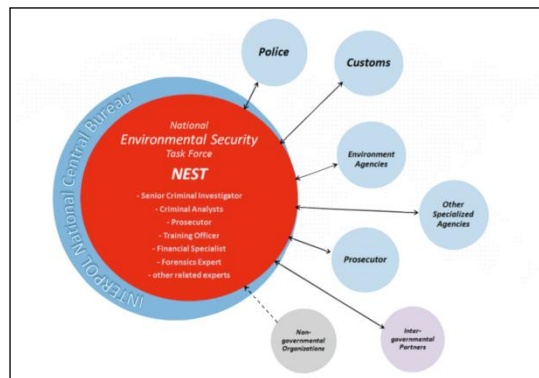 INTERPOL National Central Bureau
National
Environmental Security
Task Force
NEST
- Senior Criminal Investigator
- Criminal Analysts
- Prosecutor
- Training Officer
- Financial Specialist
- Forensics Expert
- other related experts
Police
Customs
Environment
Agencies
Other
Specialized
Agencies
Prosecutor
Inter-
governmental
Partners
Non-
governmental
Organizations